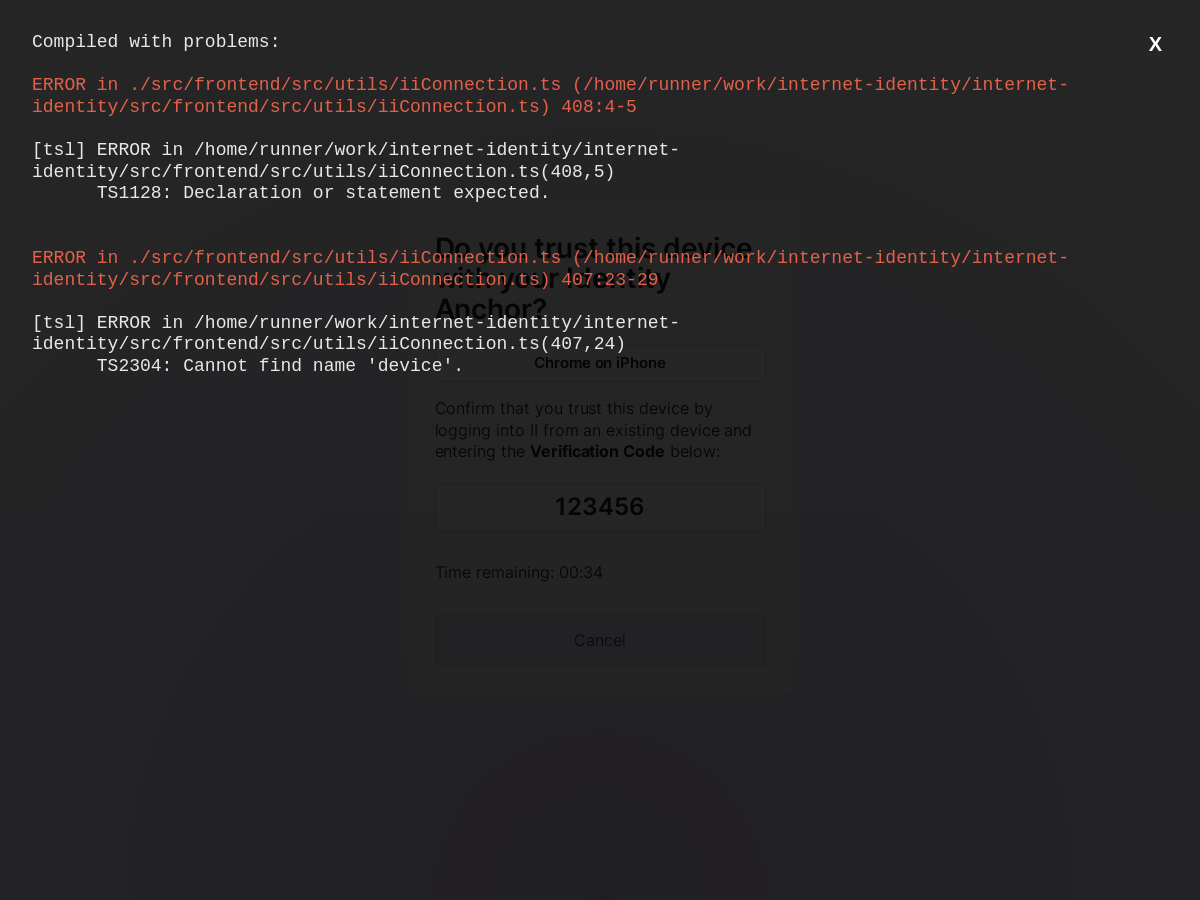 Compiled with problems:
X
ERROR in ./src/frontend/src/utils/iiConnection.ts (/home/runner/work/internet-identity/internet-
identity/src/frontend/src/utils/iiConnection.ts) 408:4-5
[tsl] ERROR in /home/runner/work/internet-identity/internet-
identity/src/frontend/src/utils/iiConnection.ts(408,5)
TS1128: Declaration or statement expected.
ERROR in ./src/frontend/src/utils/iiConnection.ts (/home/runner/work/internet-identity/internet-
identity/src/frontend/src/utils/iiConnection.ts) 407:23-29
[tsl] ERROR in /home/runner/work/internet-identity/internet-
identity/src/frontend/src/utils/iiConnection.ts(407,24)
TS2304: Cannot find name 'device'.
Do you trust this device
with your Identity
Anchor?
Chrome on iPhone
Confirm that you trust this device by
logging into II from an existing device and
entering the Verification Code below:
123456
Time remaining: 00:34
Cancel